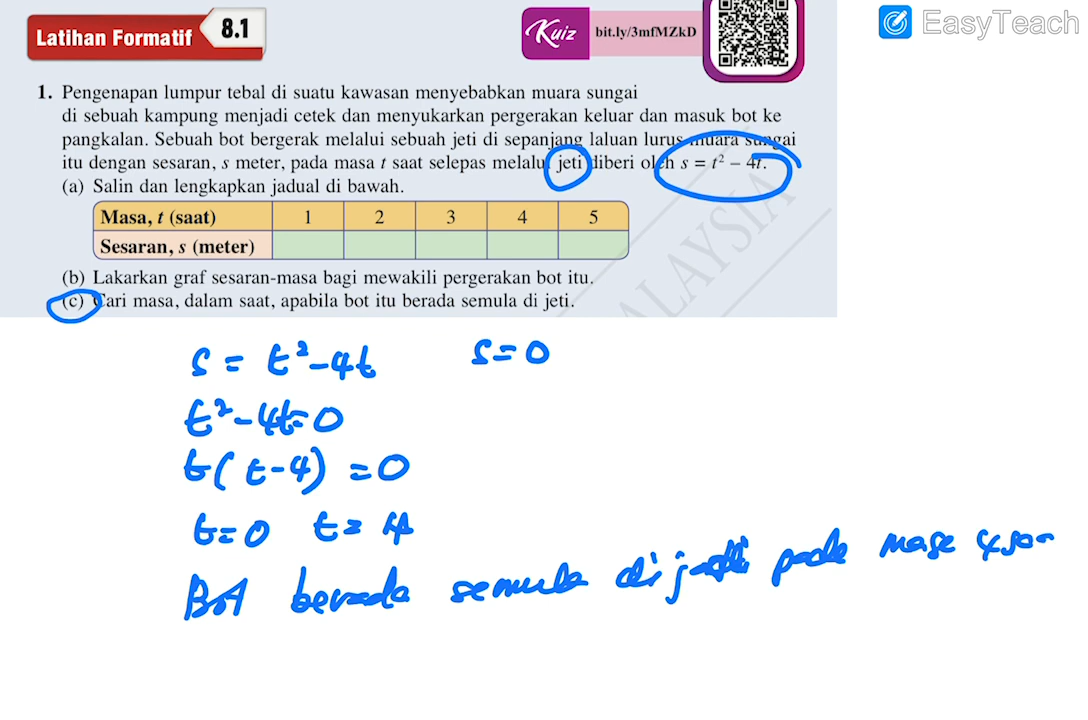 Latihan Formatif 8.1
Kuiz bit.ly/3mfMZkD
EasyTeach
1. Pengenapan lumpur tebal di suatu kawasan menyebabkan muara sungai
di sebuah kampung menjadi cetek dan menyukarkan pergerakan keluar dan masuk bot ke
pangkalan. Sebuah bot bergerak melalui sebuah jeti di sepanjang laluan lurus muara sungai
itu dengan sesaran, s meter, pada masa t saat selepas melalui jeti diberi oleh s = t² – 4t.
(a) Salin dan lengkapkan jadual di bawah.
Masa, t (saat) 1 2 3 4 5
Sesaran, s (meter)
(b) Lakarkan graf sesaran-masa bagi mewakili pergerakan bot itu.
(c) Cari masa, dalam saat, apabila bot itu berada semula di jeti.
ALAYSIA
s = t² - 4t s = 0
t² - 4t = 0
t(t - 4) = 0
t = 0 t = 4
Bot berada semula di jeti pada masa 4